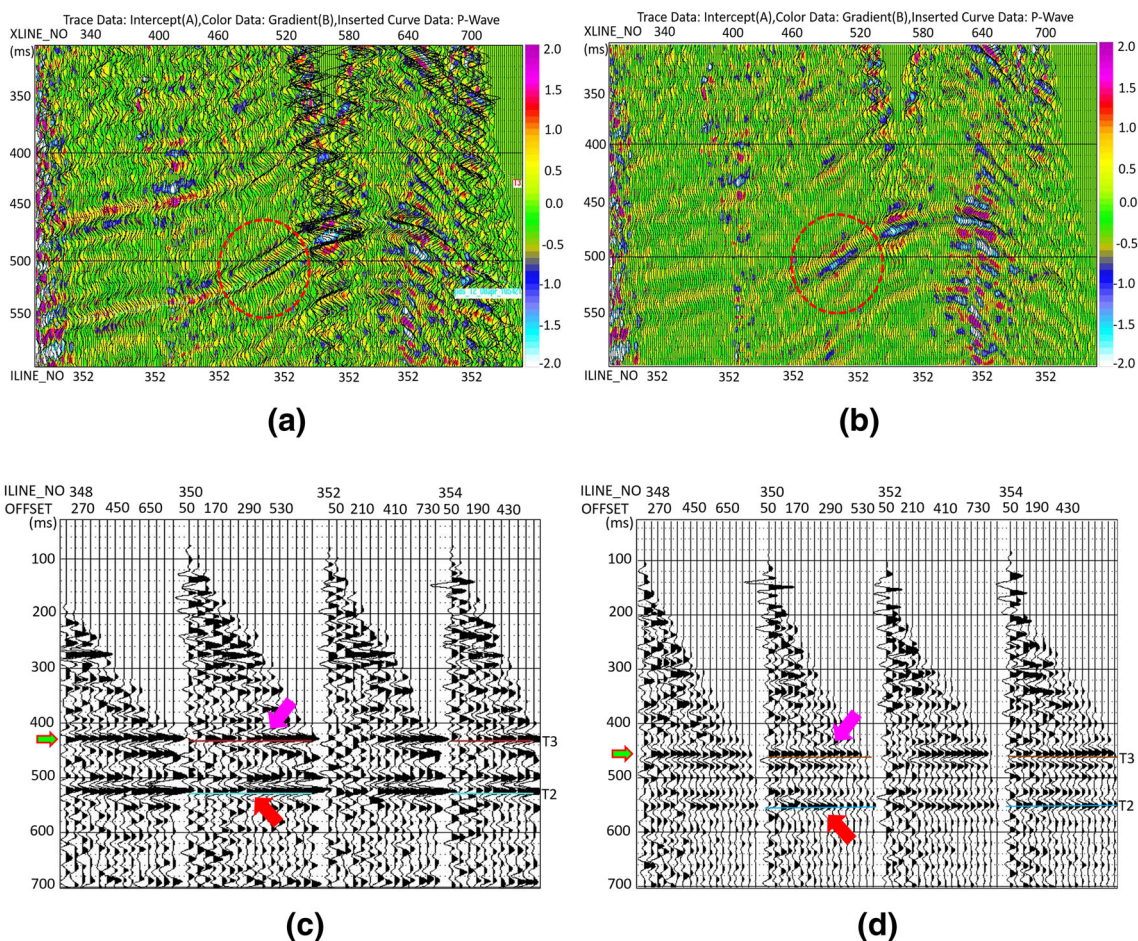 Trace Data: Intercept(A),Color Data: Gradient(B),Inserted Curve Data: P-Wave
XLINE_NO 340 400 460 520 580 640 700
(ms)
2.0
350
1.5
400
1.0
450
0.5
T3
0.0
500
-0.5
-1.0
550
-1.5
-2.0
ILINE_NO 352 352 352 352 352 352 352
(a)
Trace Data: Intercept(A),Color Data: Gradient(B),Inserted Curve Data: P-Wave
XLINE_NO 340 400 460 520 580 640 700
(ms)
2.0
350
1.5
400
1.0
450
0.5
0.0
500
-0.5
-1.0
550
-1.5
-2.0
ILINE_NO 352 352 352 352 352 352 352
(b)
ILINE_NO 348 350 352 354
OFFSET 270 450 650 50 170 290 530 50 210 410 730 50 190 430
(ms)
100
200
300
400
T3
500
T2
600
700
(c)
ILINE_NO 348 350 352 354
OFFSET 270 450 650 50 170 290 530 50 210 410 730 50 190 430
(ms)
100
200
300
400
T3
500
T2
600
700
(d)